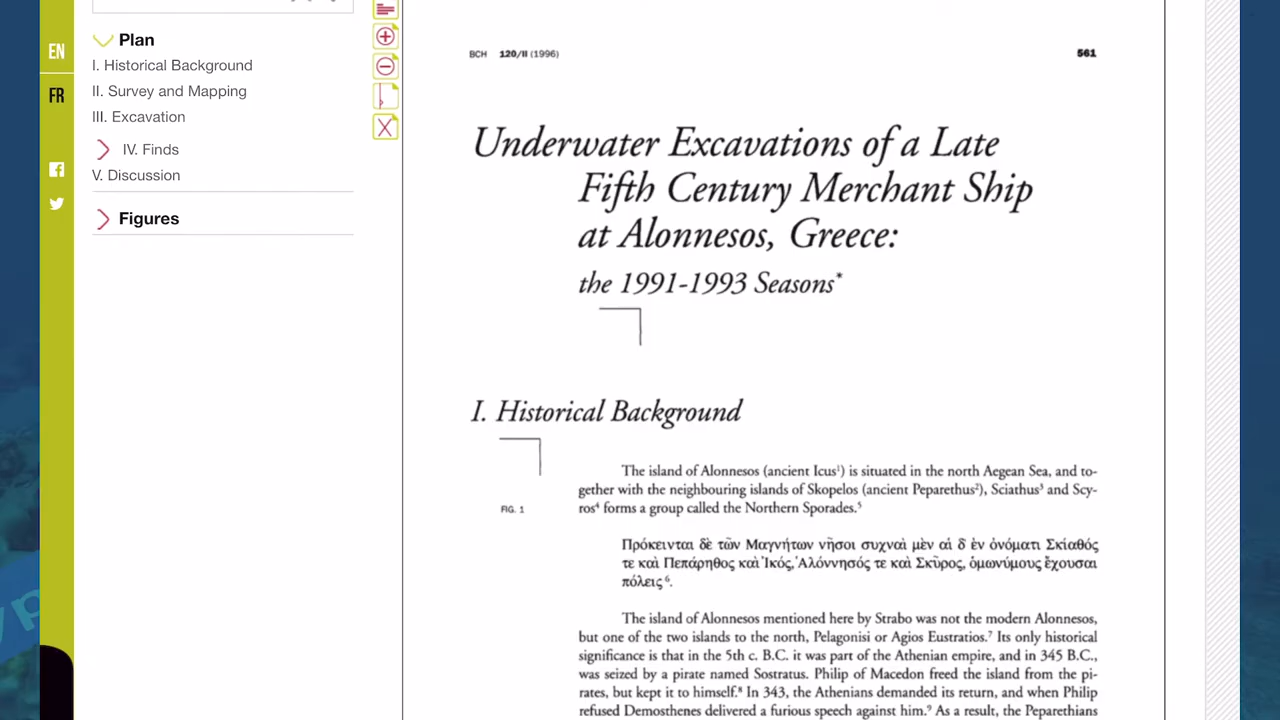 EN
FR
Plan
I. Historical Background
II. Survey and Mapping
III. Excavation
IV. Finds
V. Discussion
Figures
BCH 120/II (1996)
561
Underwater Excavations of a Late
Fifth Century Merchant Ship
at Alonnesos, Greece:
the 1991-1993 Seasons*
I. Historical Background
The island of Alonnesos (ancient Icus¹) is situated in the north Aegean Sea, and to-
gether with the neighbouring islands of Skopelos (ancient Peparethus²), Sciathus³ and Scy-
ros⁴ forms a group called the Northern Sporades.⁵
FIG. 1
Πρόκεινται δὲ τῶν Μαγνήτων νῆσοι συχναὶ μὲν αἱ δ ἐν ὀνόματι Σκίαθός
τε καὶ Πεπάρηθος καὶ Ἰκός, Ἁλόννησός τε καὶ Σκῦρος, ὁμωνύμους ἔχουσαι
πόλεις⁶.
The island of Alonnesos mentioned here by Strabo was not the modern Alonnesos,
but one of the two islands to the north, Pelagonisi or Agios Eustratios.⁷ Its only historical
significance is that in the 5th c. B.C. it was part of the Athenian empire, and in 345 B.C.,
was seized by a pirate named Sostratus. Philip of Macedon freed the island from the pi-
rates, but kept it to himself.⁸ In 343, the Athenians demanded its return, and when Philip
refused Demosthenes delivered a furious speech against him.⁹ As a result, the Peparethians